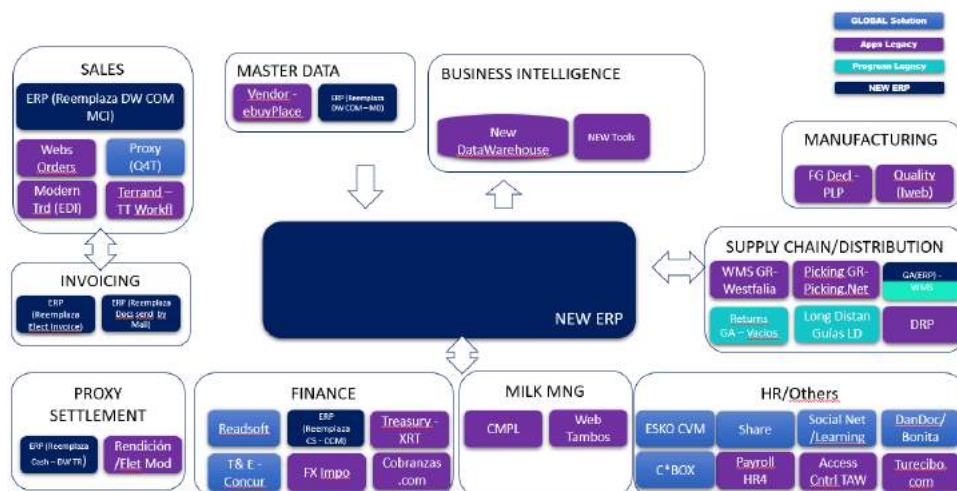 GLOBAL Solution
Apps Legacy
Program Legacy
NEW ERP
SALES
ERP (Reemplaza DW COM
MCI)
Webs
Orders
Proxy
(Q4T)
Modern
Trd (EDI)
Terrand –
TT Workfl
MASTER DATA
Vendor -
ebuyPlace
ERP (Reemplaza
DW COM – MD)
BUSINESS INTELLIGENCE
New
DataWarehouse
NEW Tools
MANUFACTURING
FG Decl -
PLP
Quality
(Iweb)
INVOICING
ERP
(Reemplaza
Elect Invoice)
ERP (Reemplaza
Docs send by
Mail)
NEW ERP
SUPPLY CHAIN/DISTRIBUTION
WMS GR-
Westfalia
Picking GR-
Picking.Net
GA(ERP) -
WMS
Returns
GA – Vacios
Long Distan
Guías LD
DRP
PROXY
SETTLEMENT
ERP (Reemplaza
Cash – DW TR)
Rendición
/Flet Mod
FINANCE
Readsoft
ERP
(Reemplaza
CS - CCM)
Treasury -
XRT
T& E -
Concur
FX Impo
Cobranzas
.com
MILK MNG
CMPL
Web
Tambos
HR/Others
ESKO CVM
Share
Social Net
/Learning
DanDoc/
Bonita
C*BOX
Payroll
HR4
Access
Cntrl TAW
Turecibo.
com